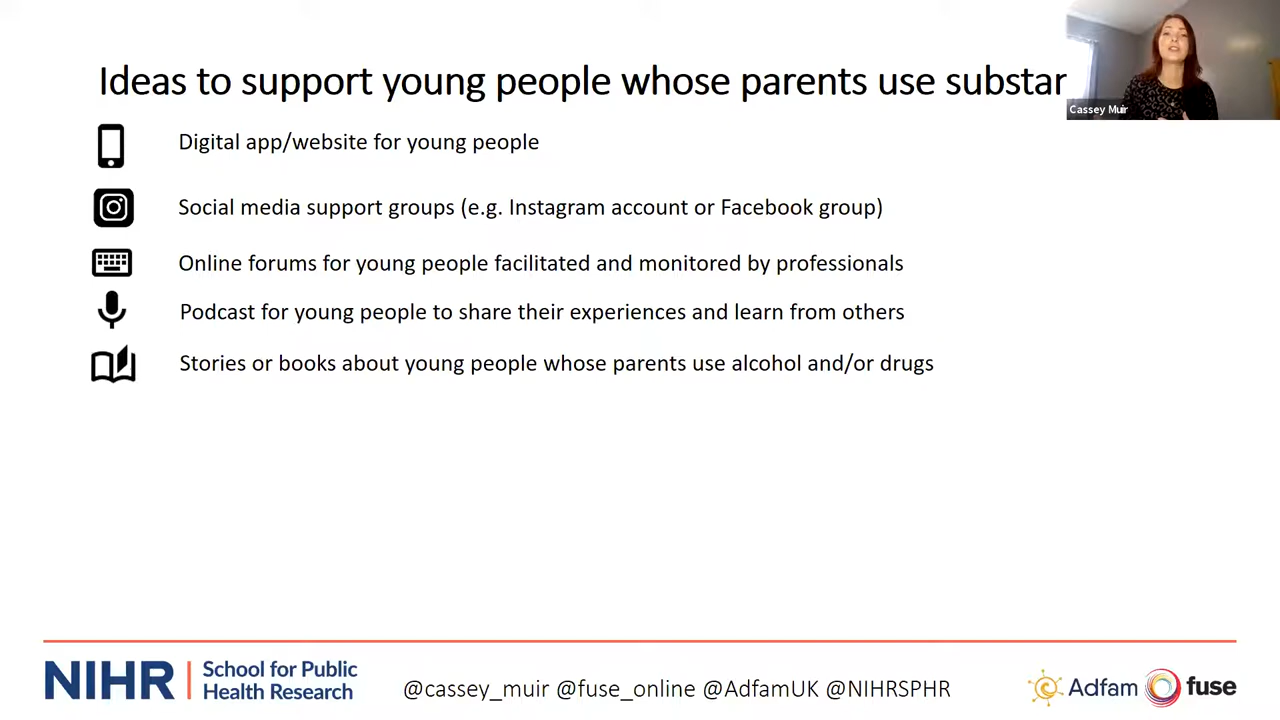 Ideas to support young people whose parents use substan
Cassey Muir
Digital app/website for young people
Social media support groups (e.g. Instagram account or Facebook group)
Online forums for young people facilitated and monitored by professionals
Podcast for young people to share their experiences and learn from others
Stories or books about young people whose parents use alcohol and/or drugs
NIHR | School for Public
Health Research
@cassey_muir @fuse_online @AdfamUK @NIHRSPHR
Adfam fuse